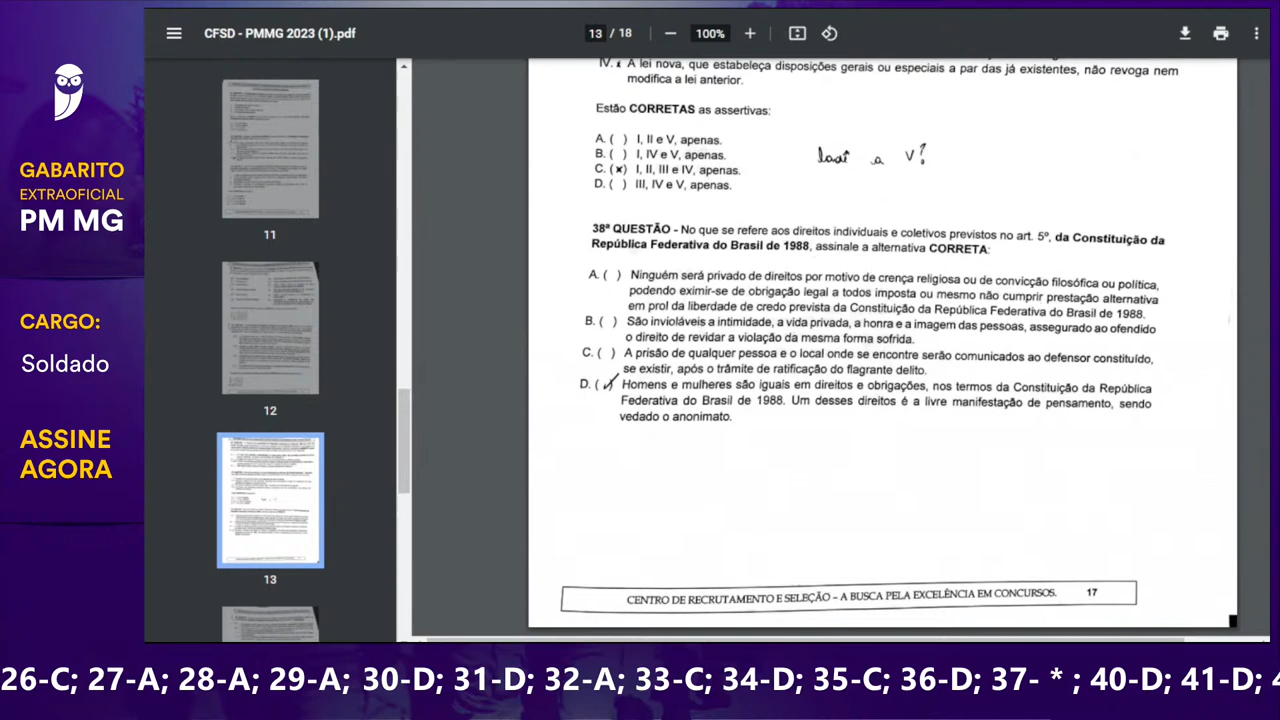 CFSD - PMMG 2023 (1).pdf
13 / 18
100%
GABARITO
EXTRAOFICIAL
PM MG
CARGO:
Soldado
ASSINE
AGORA
11
12
13
IV. A lei nova, que estabeleça disposições gerais ou especiais a par das já existentes, não revoga nem
modifica a lei anterior.
Estão CORRETAS as assertivas:
A. ( ) I, II e V, apenas.
B. ( ) I, IV e V, apenas.
C. (x) I, II, III e IV, apenas.
D. ( ) III, IV e V, apenas.
a V?
38ª QUESTÃO - No que se refere aos direitos individuais e coletivos previstos no art. 5º, da Constituição da
República Federativa do Brasil de 1988, assinale a alternativa CORRETA:
A. ( ) Ninguém será privado de direitos por motivo de crença religiosa ou de convicção filosófica ou política,
podendo eximir-se de obrigação legal a todos imposta ou mesmo não cumprir prestação alternativa
em prol da liberdade de credo prevista da Constituição da República Federativa do Brasil de 1988.
B. ( ) São invioláveis a intimidade, a vida privada, a honra e a imagem das pessoas, assegurado ao ofendido
o direito de revidar a violação da mesma forma sofrida.
C. ( ) A prisão de qualquer pessoa e o local onde se encontre serão comunicados ao defensor constituído,
se existir, após o trâmite de ratificação do flagrante delito.
D. ( ) Homens e mulheres são iguais em direitos e obrigações, nos termos da Constituição da República
Federativa do Brasil de 1988. Um desses direitos é a livre manifestação de pensamento, sendo
vedado o anonimato.
CENTRO DE RECRUTAMENTO E SELEÇÃO – A BUSCA PELA EXCELÊNCIA EM CONCURSOS. 17
26-C; 27-A; 28-A; 29-A; 30-D; 31-D; 32-A; 33-C; 34-D; 35-C; 36-D; 37- * ; 40-D; 41-D;